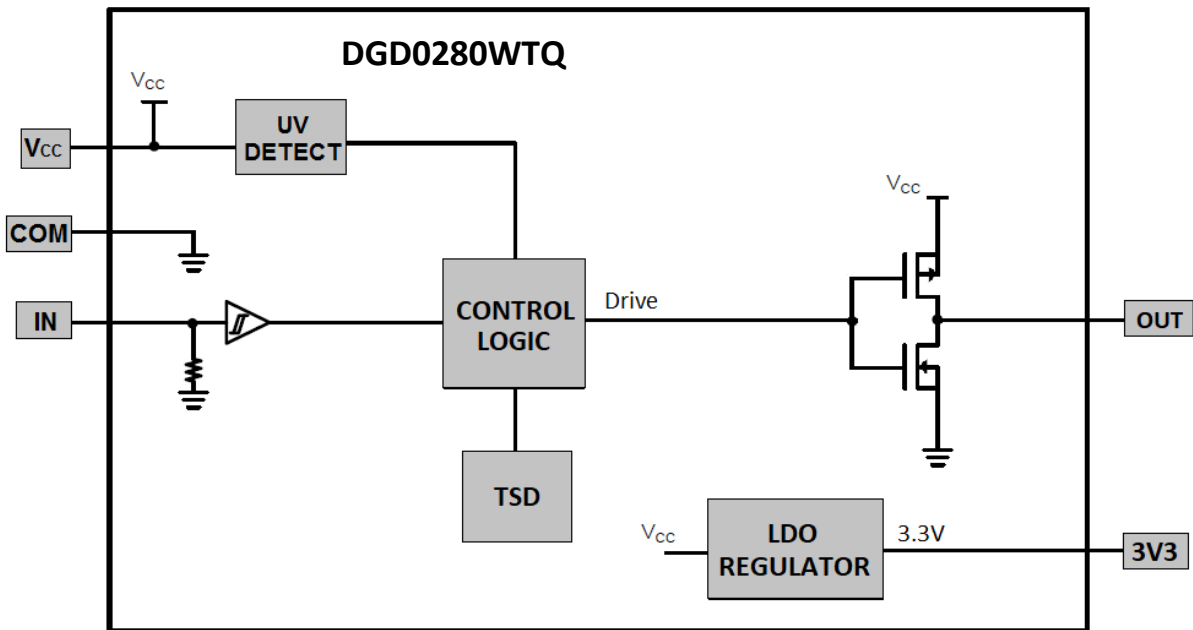 DGD0280WTQ
VCC
VCC
UV
DETECT
VCC
COM
IN
CONTROL
LOGIC
Drive
OUT
TSD
VCC
LDO
REGULATOR
3.3V
3V3